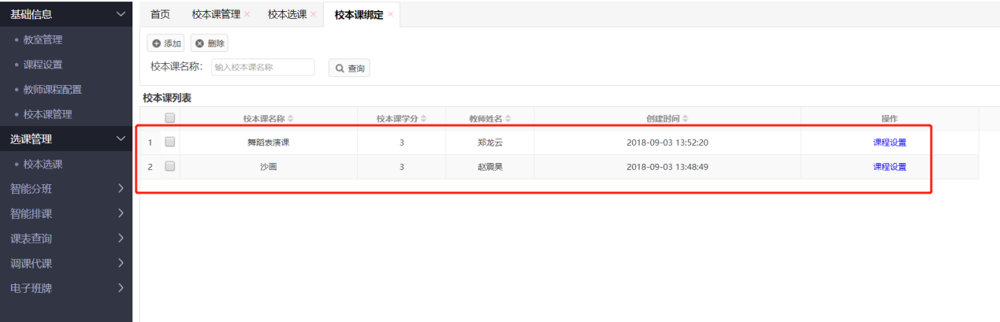 基础信息
教室管理
课程设置
教师课程配置
校本课管理
选课管理
校本选课
智能分班
智能排课
课表查询
调课代课
电子班牌
首页 校本课管理 × 校本选课 × 校本课绑定 ×
添加 删除
校本课名称： 输入校本课名称 查询
校本课列表
校本课名称 校本课学分 教师姓名 创建时间 操作
1 舞蹈表演课 3 郑龙云 2018-09-03 13:52:20 课程设置
2 沙画 3 赵震昊 2018-09-03 13:48:49 课程设置